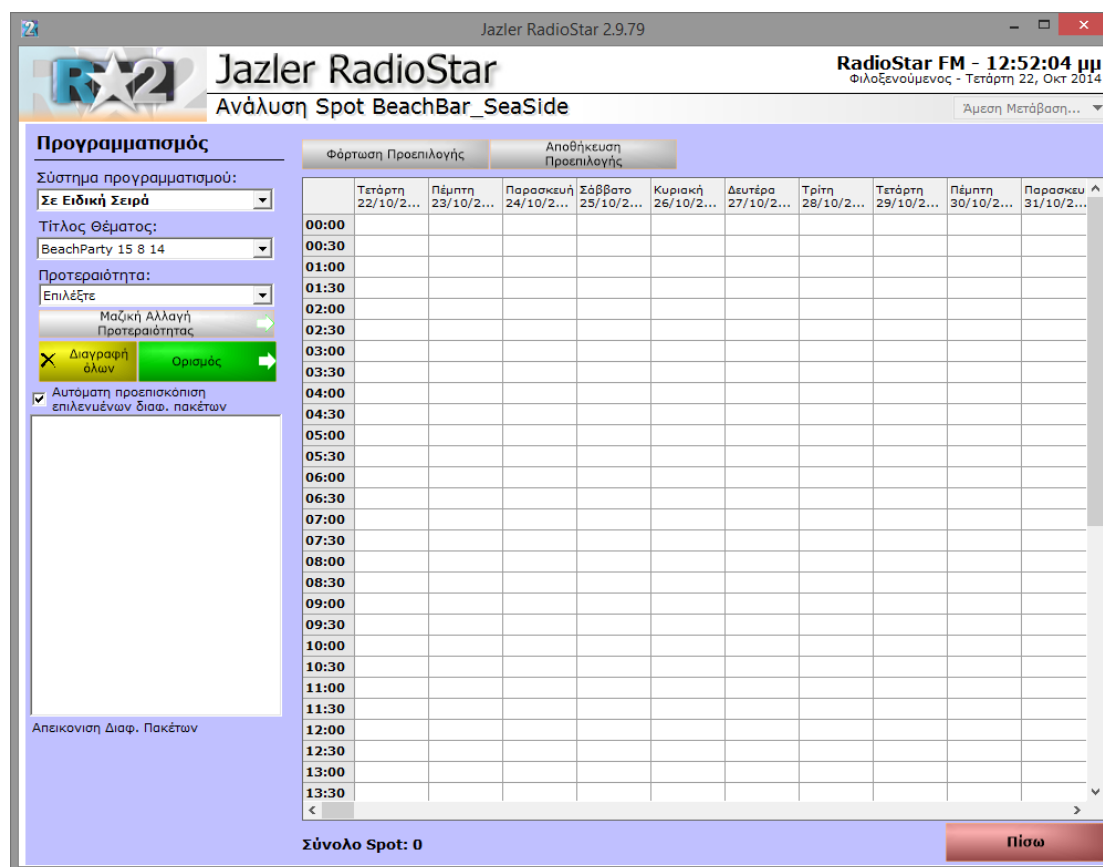 2
Jazler RadioStar 2.9.79
R★2
Jazler RadioStar
RadioStar FM - 12:52:04 μμ
Φιλοξενούμενος - Τετάρτη 22, Οκτ 2014
Ανάλυση Spot BeachBar_SeaSide
Άμεση Μετάβαση...
Προγραμματισμός
Σύστημα προγραμματισμού:
Σε Ειδική Σειρά
Τίτλος Θέματος:
BeachParty 15 8 14
Προτεραιότητα:
Επιλέξτε
Μαζική Αλλαγή
Προτεραιότητας
Διαγραφή
όλων
Ορισμός
Αυτόματη προεπισκόπιση
επιλεγμένων διαφ. πακέτων
Απεικονιση Διαφ. Πακέτων
Φόρτωση Προεπιλογής
Αποθήκευση
Προεπιλογής
Τετάρτη Πέμπτη Παρασκευή Σάββατο Κυριακή Δευτέρα Τρίτη Τετάρτη Πέμπτη Παρασκευ
22/10/2... 23/10/2... 24/10/2... 25/10/2... 26/10/2... 27/10/2... 28/10/2... 29/10/2... 30/10/2... 31/10/2...
00:00
00:30
01:00
01:30
02:00
02:30
03:00
03:30
04:00
04:30
05:00
05:30
06:00
06:30
07:00
07:30
08:00
08:30
09:00
09:30
10:00
10:30
11:00
11:30
12:00
12:30
13:00
13:30
Σύνολο Spot: 0
Πίσω